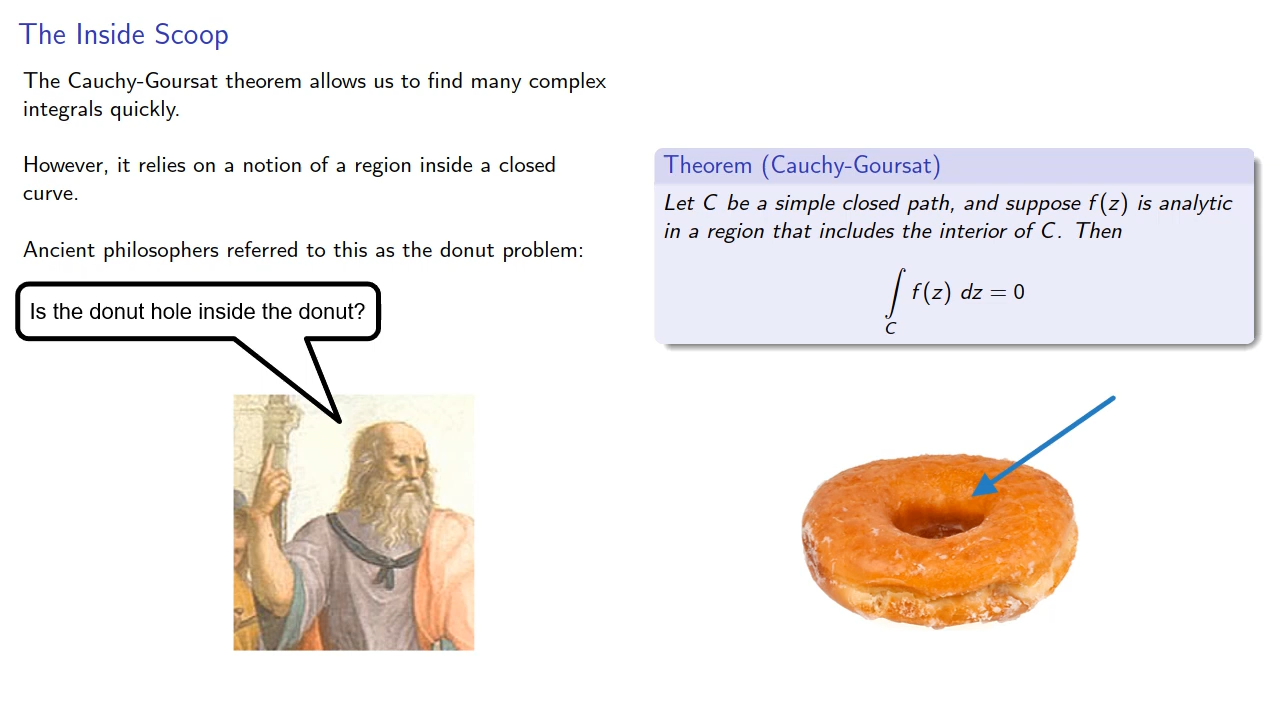 The Inside Scoop
The Cauchy-Goursat theorem allows us to find many complex
integrals quickly.
However, it relies on a notion of a region inside a closed
curve.
Ancient philosophers referred to this as the donut problem:
Is the donut hole inside the donut?
Theorem (Cauchy-Goursat)
Let C be a simple closed path, and suppose f(z) is analytic
in a region that includes the interior of C. Then
∫ f(z) dz = 0
C